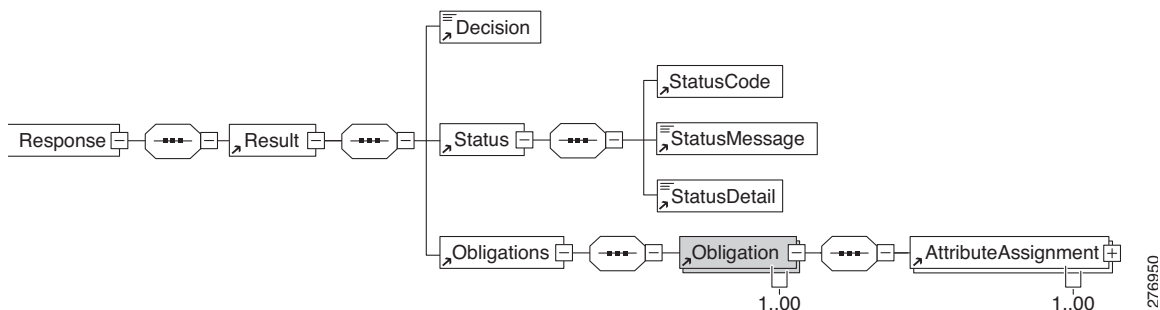 Decision
StatusCode
Response
Result
Status
StatusMessage
StatusDetail
Obligations
Obligation
AttributeAssignment
1..00
1..00
276950